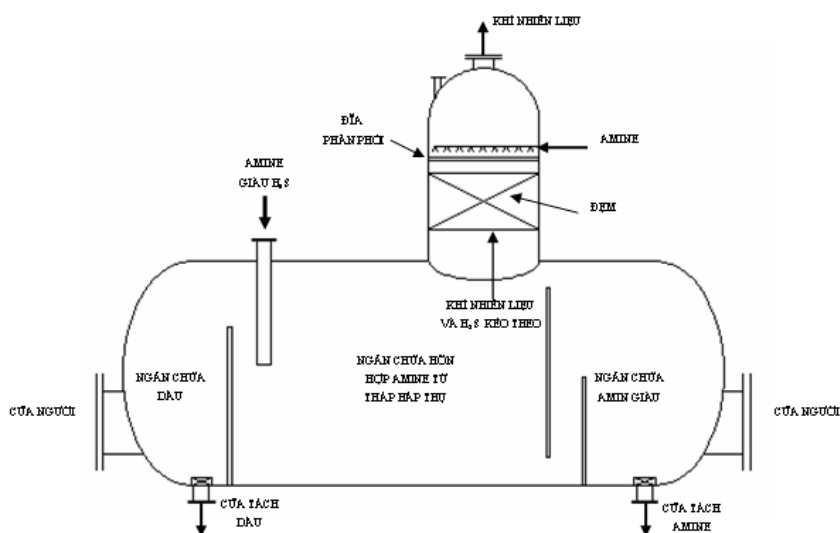 KHÍ NHIÊN LIỆU
ĐĨA
PHÂN PHỐI
AMINE
AMINE
GIÀU H₂S
ĐỆM
KHÍ NHIÊN LIỆU
VÀ H₂S KÉO THEO
NGĂN CHỨA
DẦU
NGĂN CHỨA HỖN
HỢP AMINE TỪ
THÁP HẤP THỤ
NGĂN CHỨA
AMIN GIÀU
CỬA NGƯỜI
CỬA NGƯỜI
CỬA TÁCH
DẦU
CỬA TÁCH
AMINE